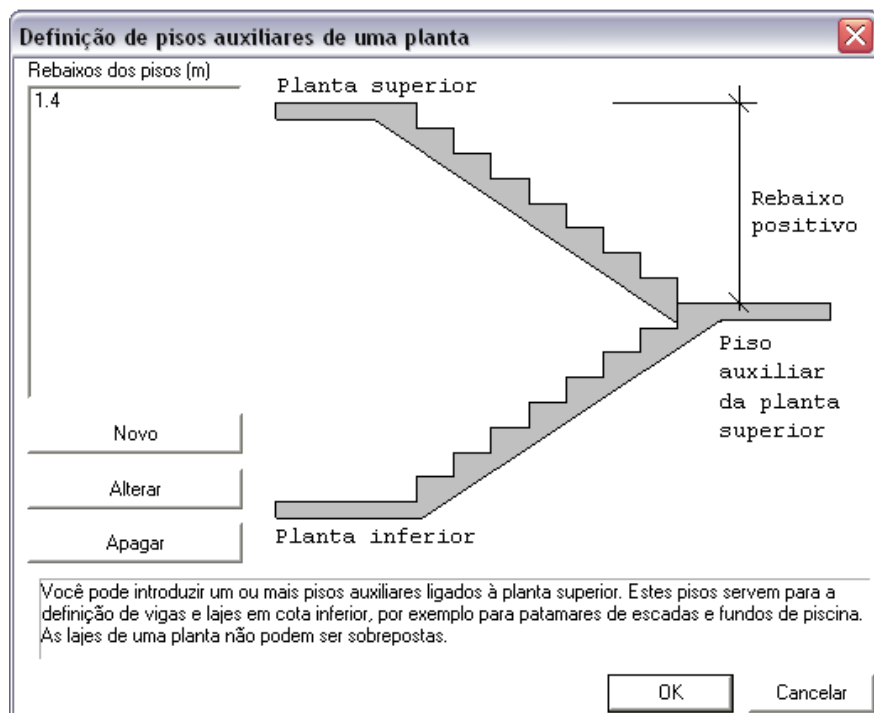 Definição de pisos auxiliares de uma planta
Rebaixos dos pisos (m)
1.4
Planta superior
Rebaixo
positivo
Piso
auxiliar
da planta
superior
Planta inferior
Novo
Alterar
Apagar
Você pode introduzir um ou mais pisos auxiliares ligados à planta superior. Estes pisos servem para a
definição de vigas e lajes em cota inferior, por exemplo para patamares de escadas e fundos de piscina.
As lajes de uma planta não podem ser sobrepostas.
OK
Cancelar